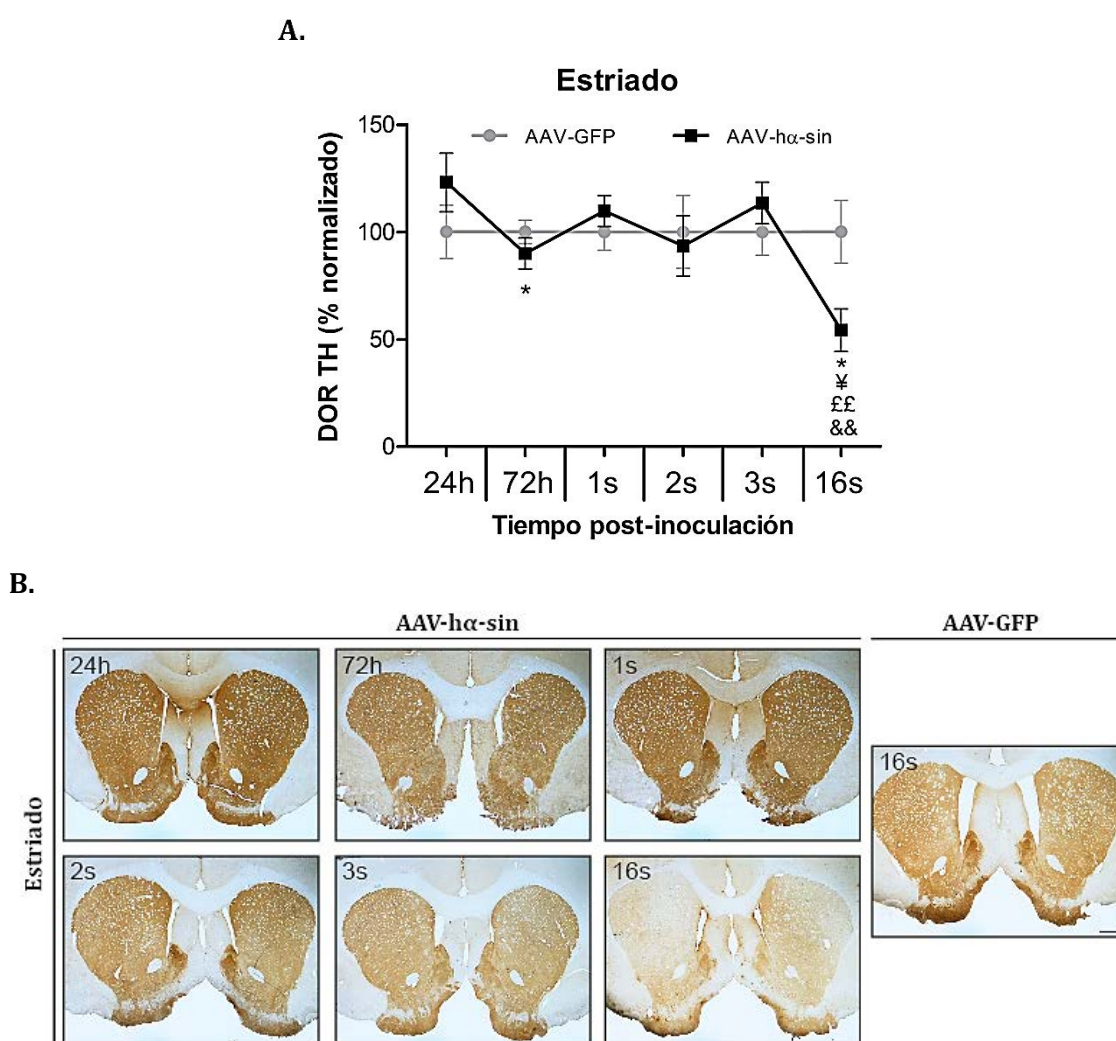 A.
Estriado
AAV-GFP AAV-hα-sin
150
100
50
0
DOR TH (% normalizado)
*
*
¥
££
&&
24h 72h 1s 2s 3s 16s
Tiempo post-inoculación
B.
AAV-hα-sin AAV-GFP
Estriado
24h 72h 1s
16s
2s 3s 16s